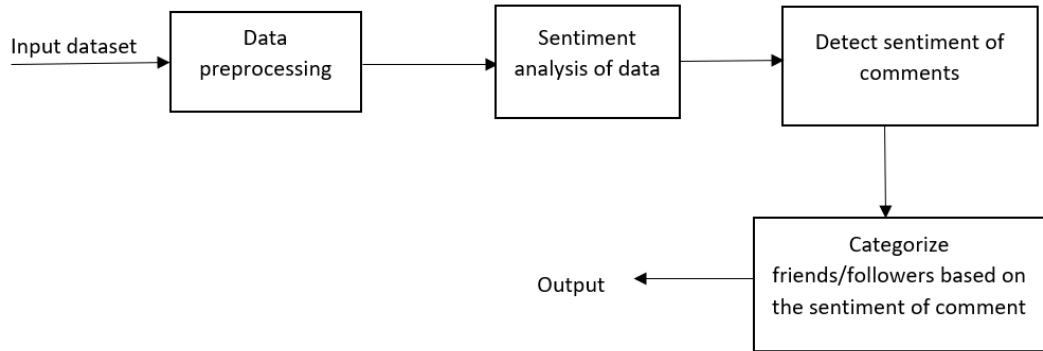 Input dataset
Data
preprocessing
Sentiment
analysis of data
Detect sentiment of
comments
Categorize
friends/followers based on
the sentiment of comment
Output